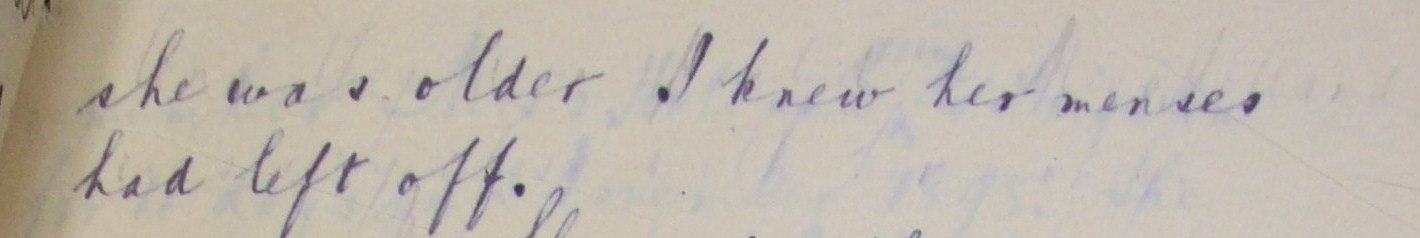 she was older I knew her menses
had left off.